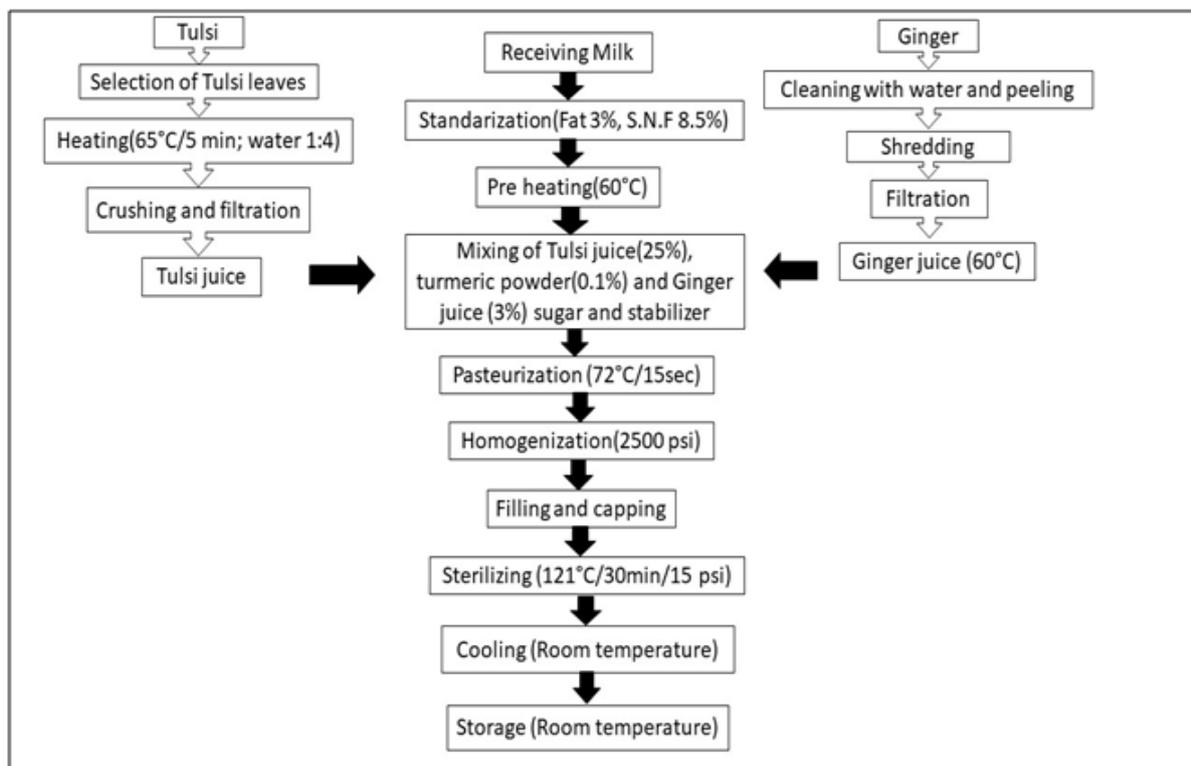 Tulsi
Selection of Tulsi leaves
Heating(65°C/5 min; water 1:4)
Crushing and filtration
Tulsi juice
Receiving Milk
Standarization(Fat 3%, S.N.F 8.5%)
Pre heating(60°C)
Mixing of Tulsi juice(25%),
turmeric powder(0.1%) and Ginger
juice (3%) sugar and stabilizer
Pasteurization (72°C/15sec)
Homogenization(2500 psi)
Filling and capping
Sterilizing (121°C/30min/15 psi)
Cooling (Room temperature)
Storage (Room temperature)
Ginger
Cleaning with water and peeling
Shredding
Filtration
Ginger juice (60°C)